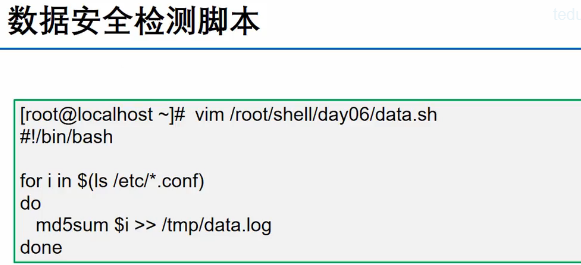 数据安全检测脚本
tedu
[root@localhost ~]# vim /root/shell/day06/data.sh
#!/bin/bash

for i in $(ls /etc/*.conf)
do
   md5sum $i >> /tmp/data.log
done